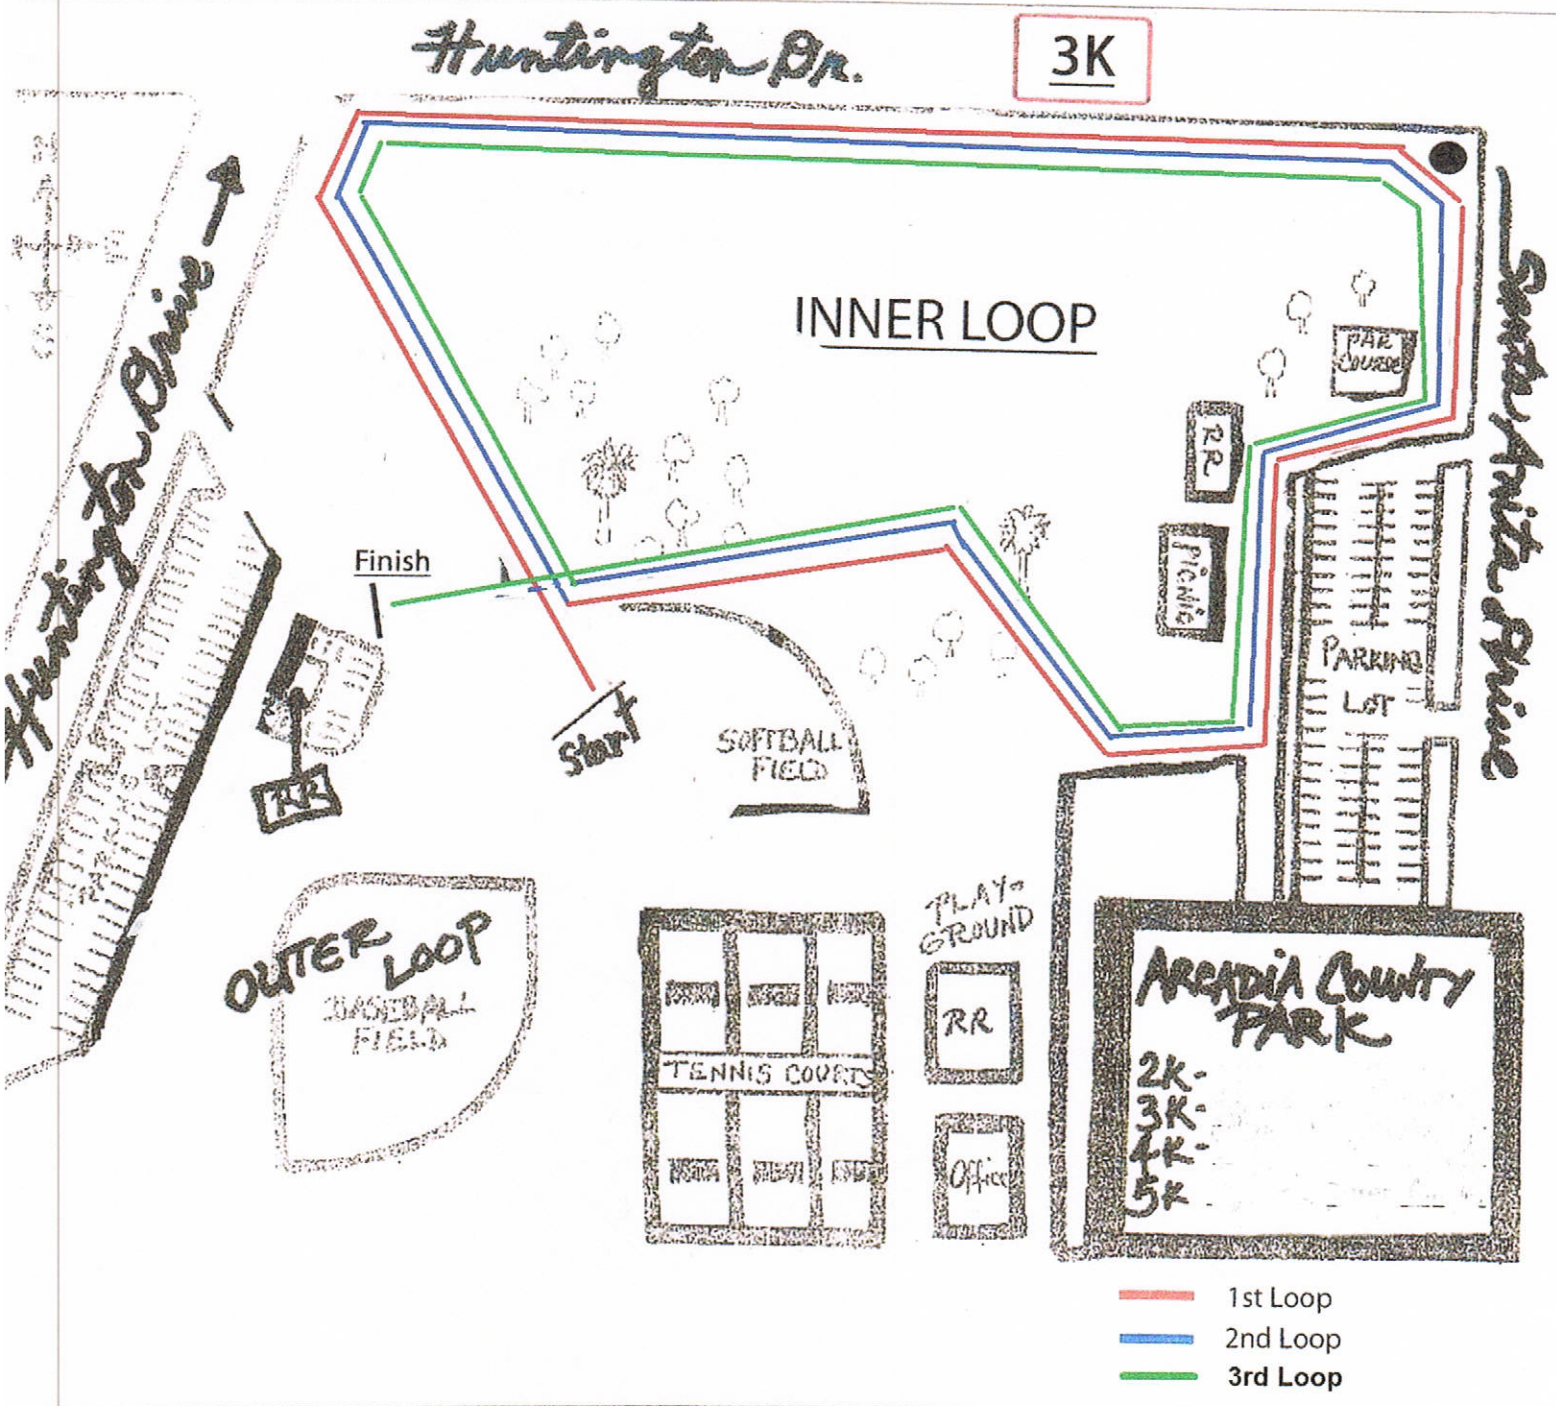 Huntington Dr.
3K
Huntington Drive
Santa Anita Drive
INNER LOOP
PAR
COURSE
RR
PICNIC
Finish
PARKING
LOT
Start
SOFTBALL
FIELD
RR
OUTER LOOP
BASEBALL
FIELD
PLAY-
GROUND
RR
TENNIS COURTS
Office
ARCADIA COUNTY
PARK
2K-
3K-
4K-
5K
1st Loop
2nd Loop
3rd Loop